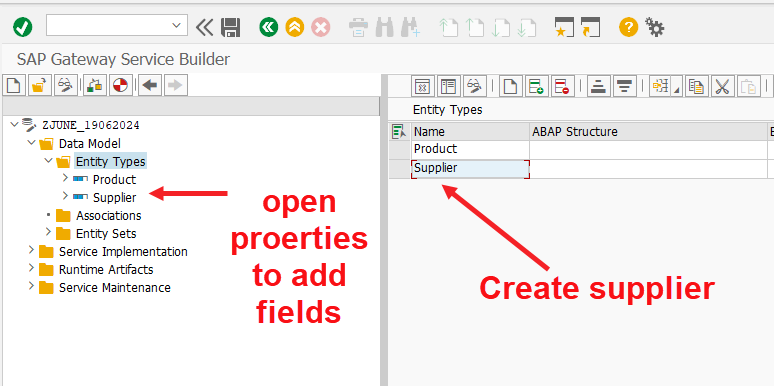 SAP Gateway Service Builder
Entity Types
ZJUNE_19062024
Data Model
Entity Types
Product
Supplier
Associations
Entity Sets
Service Implementation
Runtime Artifacts
Service Maintenance
Name ABAP Structure E
Product
Supplier
open
proerties
to add
fields
Create supplier